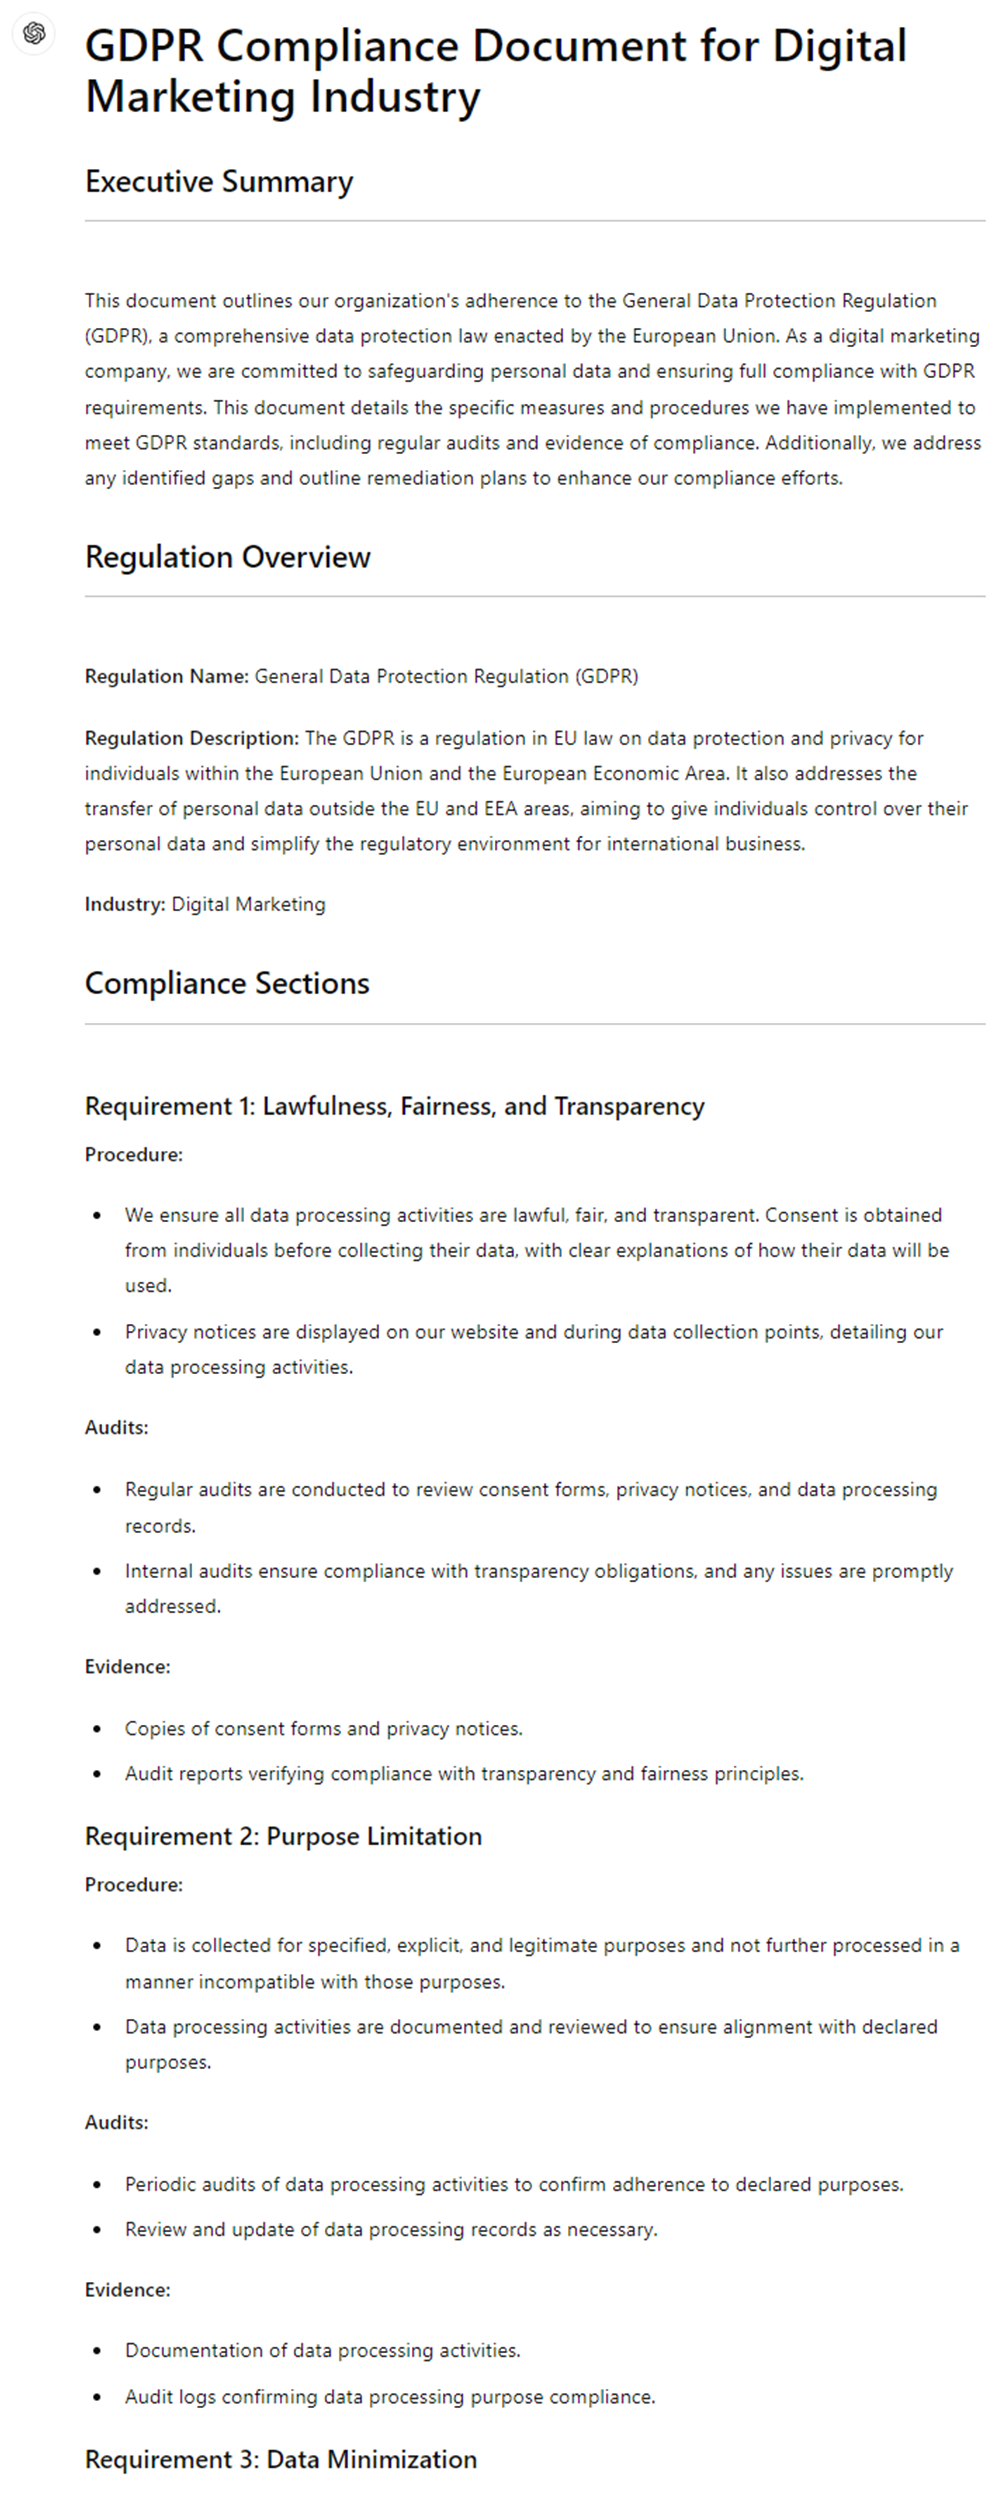 GDPR Compliance Document for Digital
Marketing Industry
Executive Summary
This document outlines our organization's adherence to the General Data Protection Regulation
(GDPR), a comprehensive data protection law enacted by the European Union. As a digital marketing
company, we are committed to safeguarding personal data and ensuring full compliance with GDPR
requirements. This document details the specific measures and procedures we have implemented to
meet GDPR standards, including regular audits and evidence of compliance. Additionally, we address
any identified gaps and outline remediation plans to enhance our compliance efforts.
Regulation Overview
Regulation Name: General Data Protection Regulation (GDPR)
Regulation Description: The GDPR is a regulation in EU law on data protection and privacy for
individuals within the European Union and the European Economic Area. It also addresses the
transfer of personal data outside the EU and EEA areas, aiming to give individuals control over their
personal data and simplify the regulatory environment for international business.
Industry: Digital Marketing
Compliance Sections
Requirement 1: Lawfulness, Fairness, and Transparency
Procedure:
• We ensure all data processing activities are lawful, fair, and transparent. Consent is obtained
from individuals before collecting their data, with clear explanations of how their data will be
used.
• Privacy notices are displayed on our website and during data collection points, detailing our
data processing activities.
Audits:
• Regular audits are conducted to review consent forms, privacy notices, and data processing
records.
• Internal audits ensure compliance with transparency obligations, and any issues are promptly
addressed.
Evidence:
• Copies of consent forms and privacy notices.
• Audit reports verifying compliance with transparency and fairness principles.
Requirement 2: Purpose Limitation
Procedure:
• Data is collected for specified, explicit, and legitimate purposes and not further processed in a
manner incompatible with those purposes.
• Data processing activities are documented and reviewed to ensure alignment with declared
purposes.
Audits:
• Periodic audits of data processing activities to confirm adherence to declared purposes.
• Review and update of data processing records as necessary.
Evidence:
• Documentation of data processing activities.
• Audit logs confirming data processing purpose compliance.
Requirement 3: Data Minimization